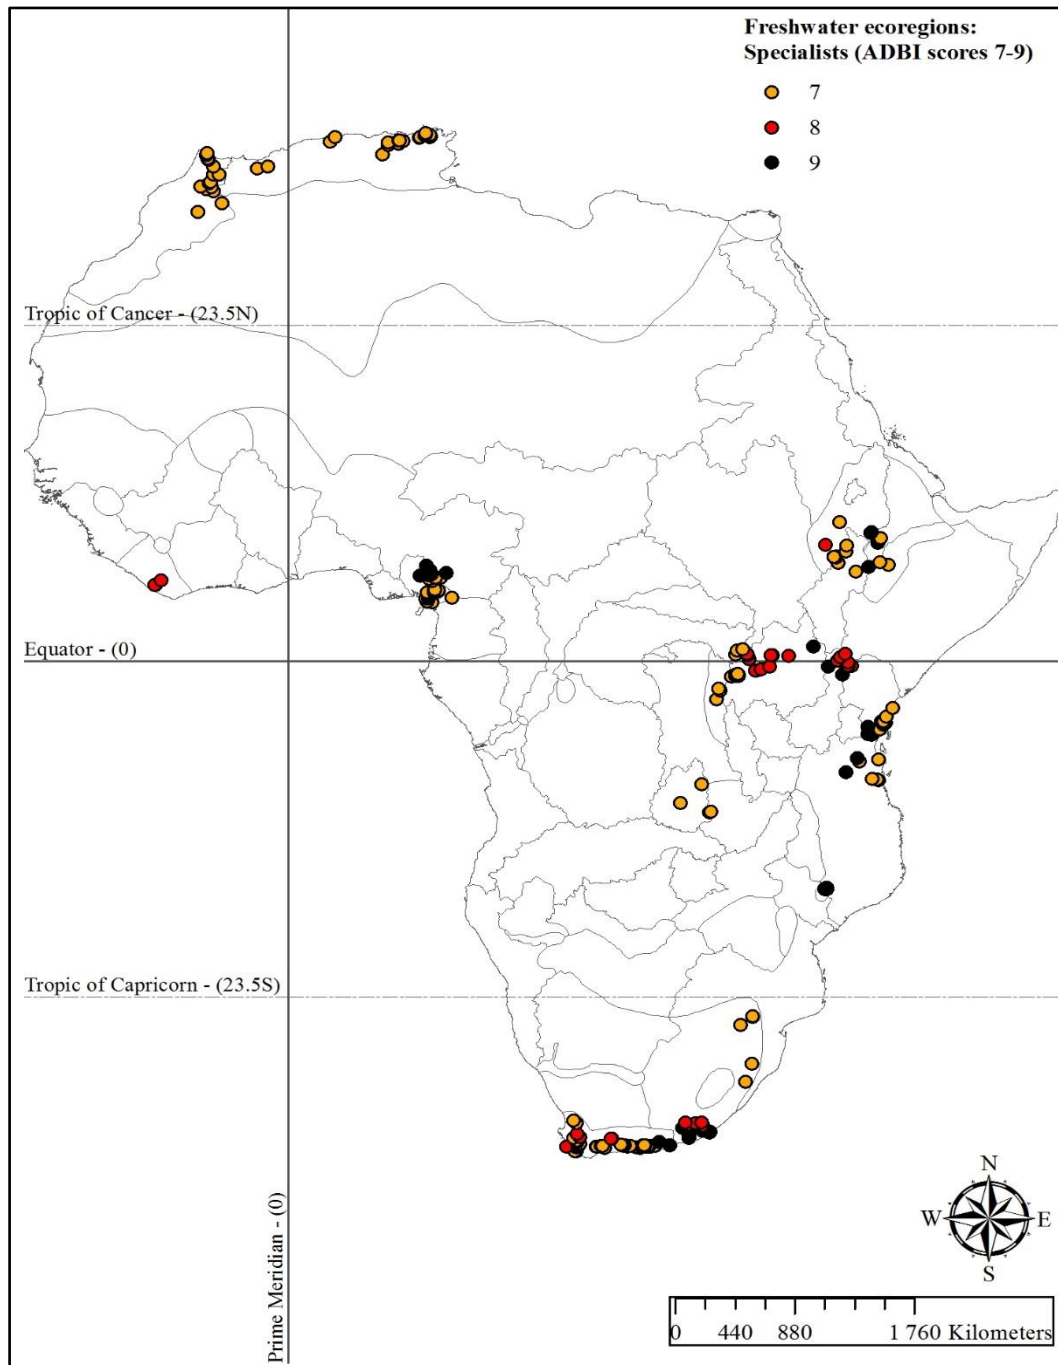 Freshwater ecoregions:
Specialists (ADBI scores 7-9)
7
8
9
Tropic of Cancer - (23.5N)
Equator - (0)
Tropic of Capricorn - (23.5S)
Prime Meridian - (0)
N
W E
S
0 440 880 1 760 Kilometers